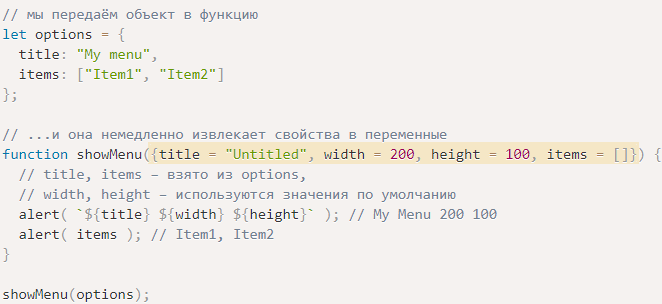 // мы передаём объект в функцию
let options = {
  title: "My menu",
  items: ["Item1", "Item2"]
};

// ...и она немедленно извлекает свойства в переменные
function showMenu({title = "Untitled", width = 200, height = 100, items = []}) {
  // title, items – взято из options,
  // width, height – используются значения по умолчанию
  alert( `${title} ${width} ${height}` ); // My Menu 200 100
  alert( items ); // Item1, Item2
}

showMenu(options);